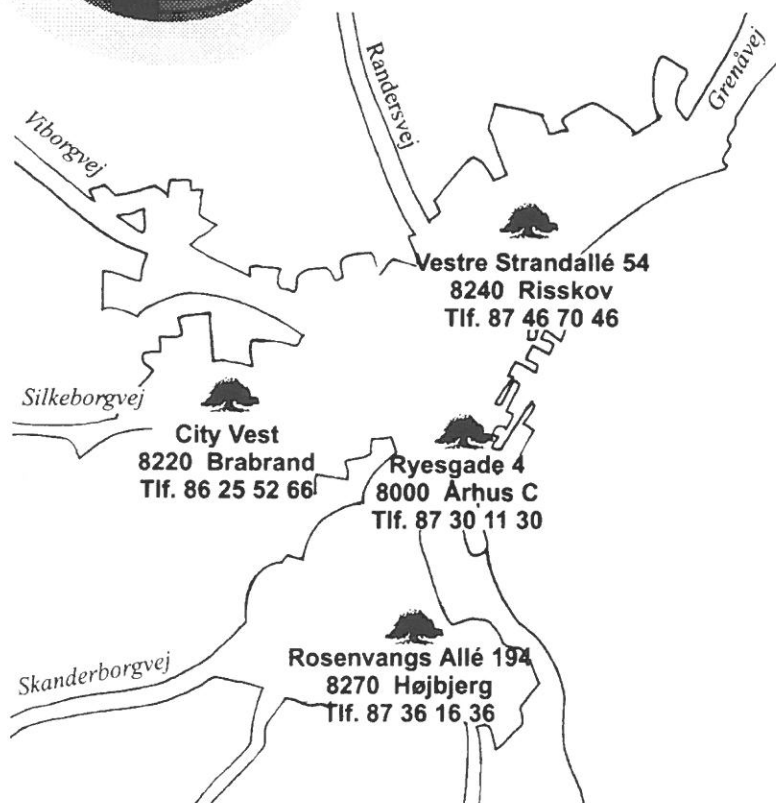 Randersvej
Grenåvej
Viborgvej
Vestre Strandallé 54
8240 Risskov
Tlf. 87 46 70 46
Silkeborgvej
City Vest
8220 Brabrand
Tlf. 86 25 52 66
Ryesgade 4
8000 Århus C
Tlf. 87 30 11 30
Rosenvangs Allé 194
8270 Højbjerg
Tlf. 87 36 16 36
Skanderborgvej